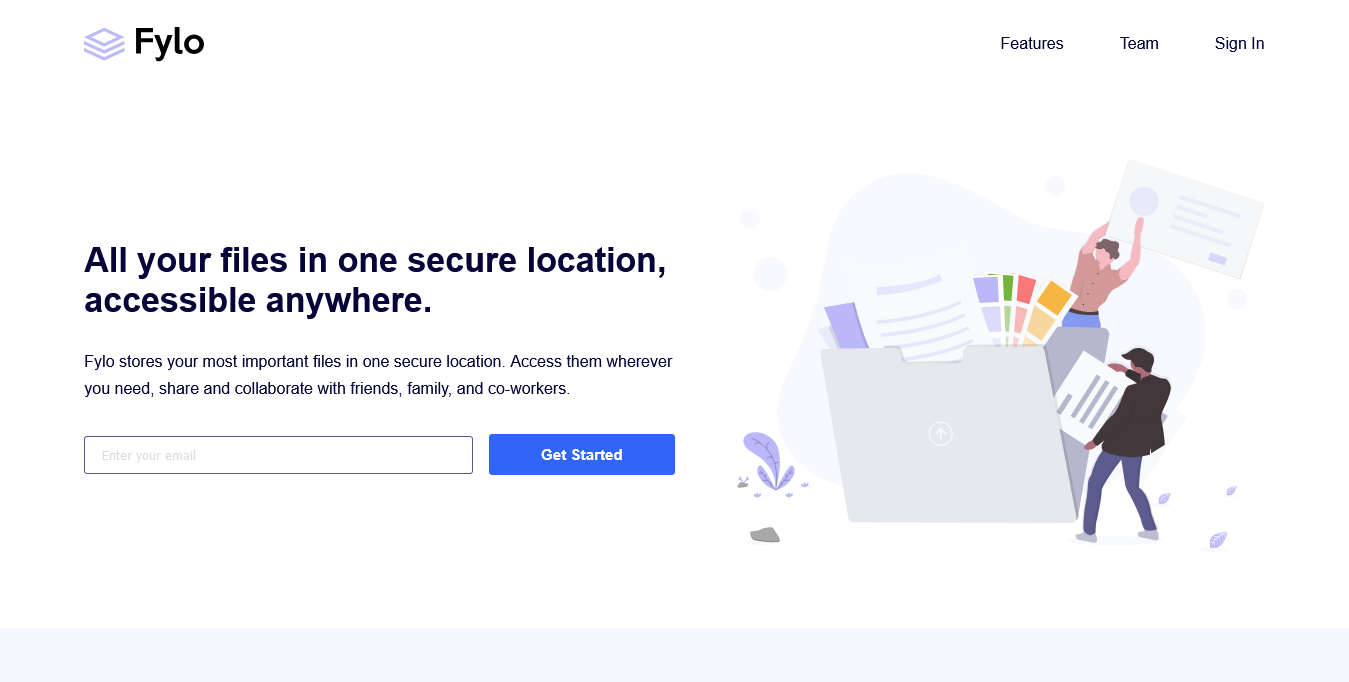 Fylo
Features
Team
Sign In
All your files in one secure location,
accessible anywhere.
Fylo stores your most important files in one secure location. Access them wherever
you need, share and collaborate with friends, family, and co-workers.
Enter your email
Get Started